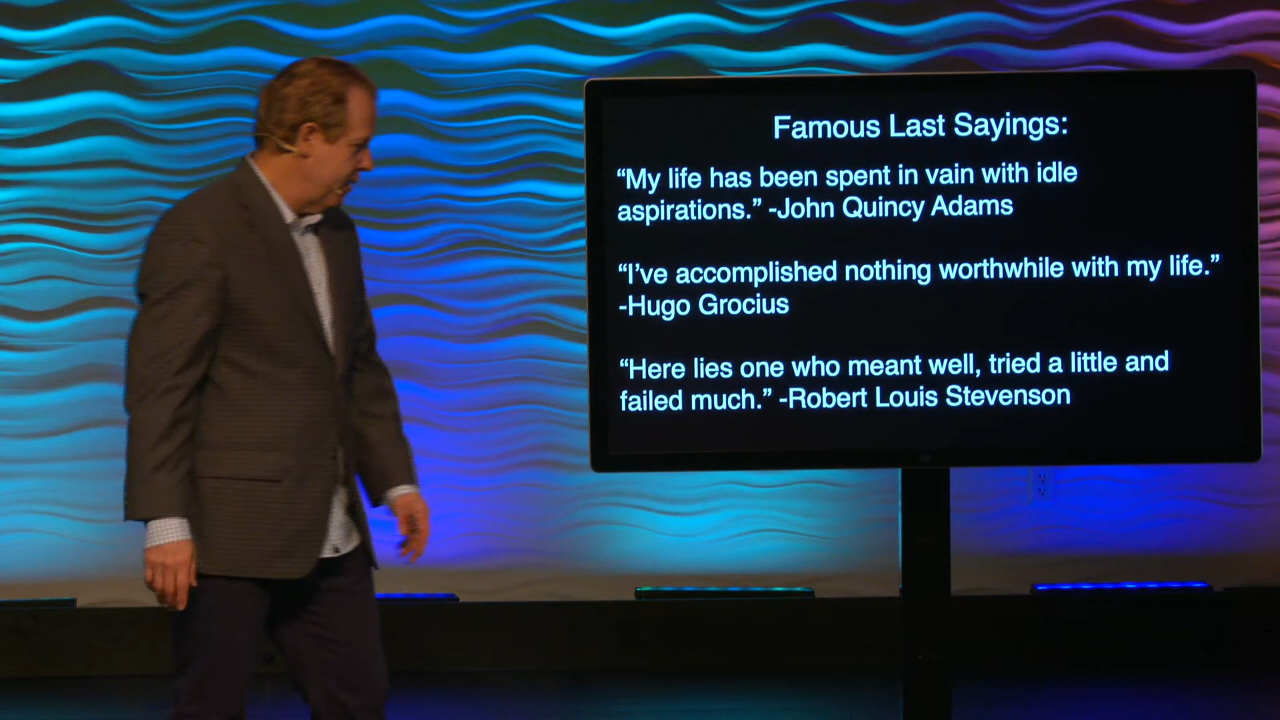 Famous Last Sayings:
“My life has been spent in vain with idle
aspirations.” -John Quincy Adams
“I’ve accomplished nothing worthwhile with my life.”
-Hugo Grocius
“Here lies one who meant well, tried a little and
failed much.” -Robert Louis Stevenson